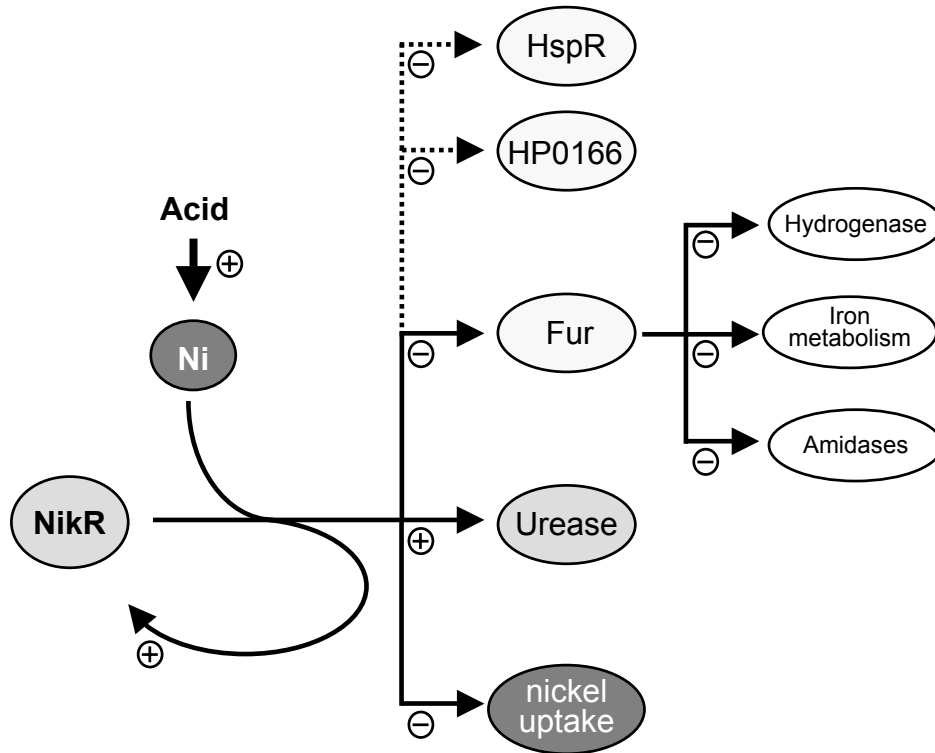 HspR
−
HP0166
−
Acid
+
Hydrogenase
−
Ni
Fur
−
Iron
metabolism
−
Amidases
−
NikR
Urease
+
+
nickel
uptake
−